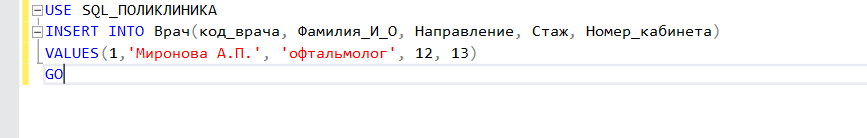 USE SQL_ПОЛИКЛИНИКА
INSERT INTO Врач(код_врача, Фамилия_И_О, Направление, Стаж, Номер_кабинета)
VALUES(1,'Миронова А.П.', 'офтальмолог', 12, 13)
GO